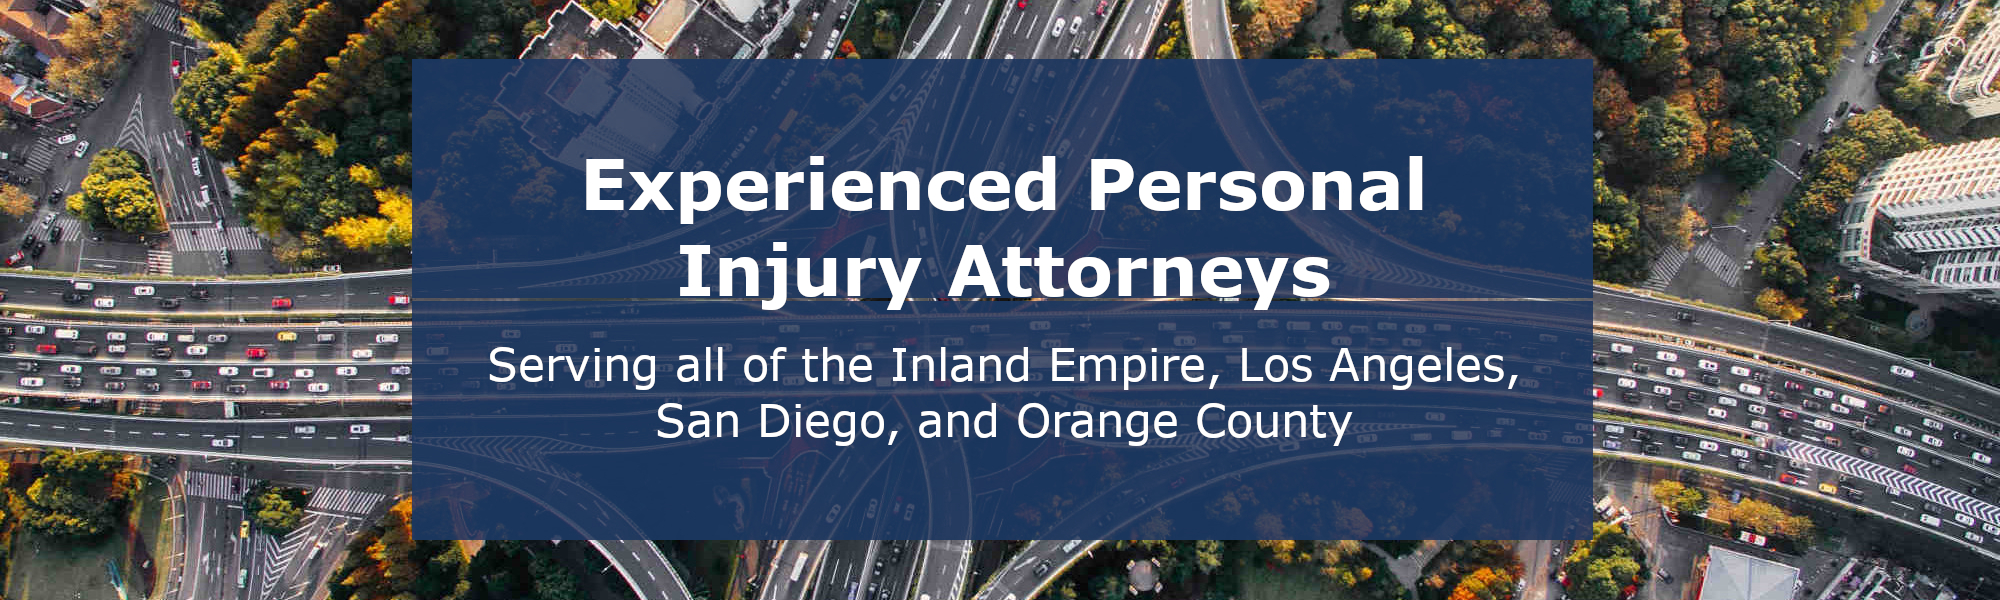 Experienced Personal
Injury Attorneys
Serving all of the Inland Empire, Los Angeles,
San Diego, and Orange County